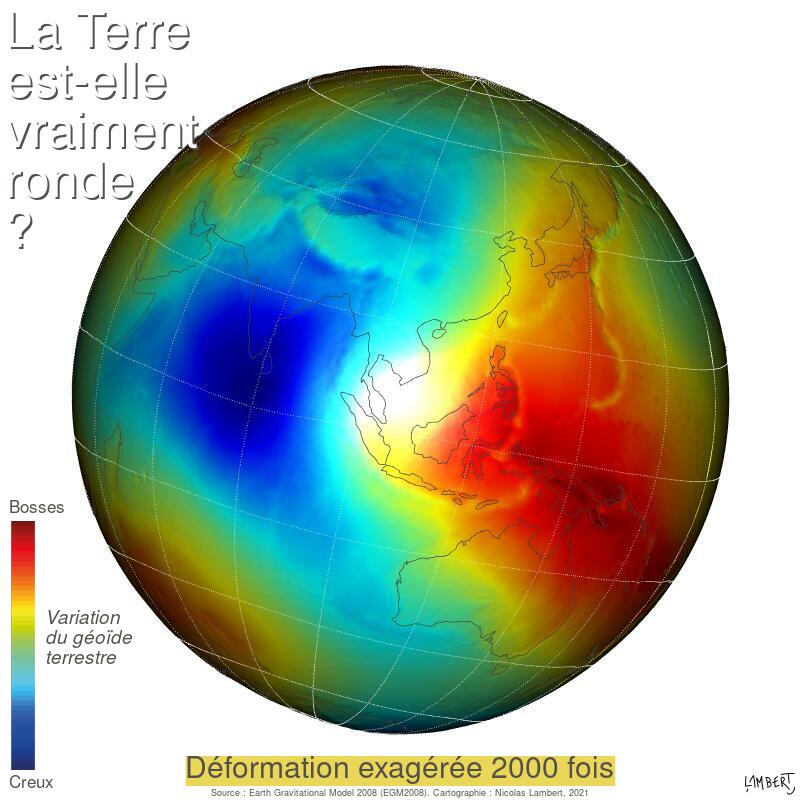 La Terre
est-elle
vraiment
ronde
?
Bosses
Variation
du géoïde
terrestre
Creux
Déformation exagérée 2000 fois
Source : Earth Gravitational Model 2008 (EGM2008). Cartographie : Nicolas Lambert, 2021
LAMBERT